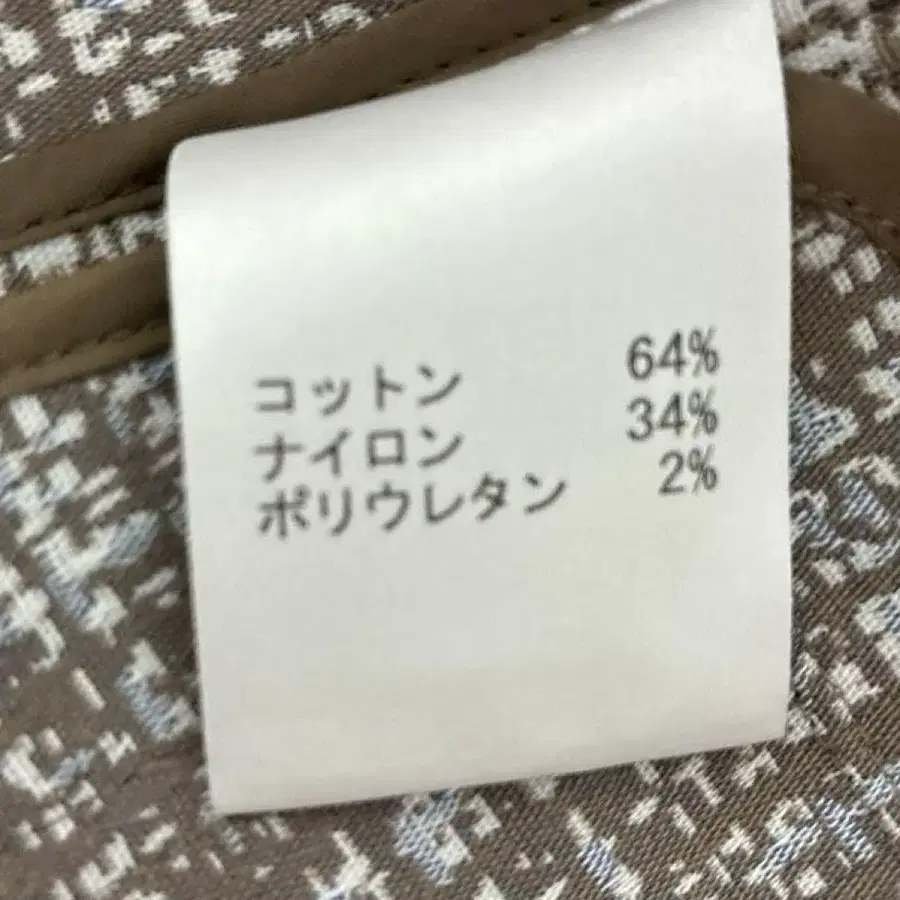 コットン 64%
ナイロン 34%
ポリウレタン 2%